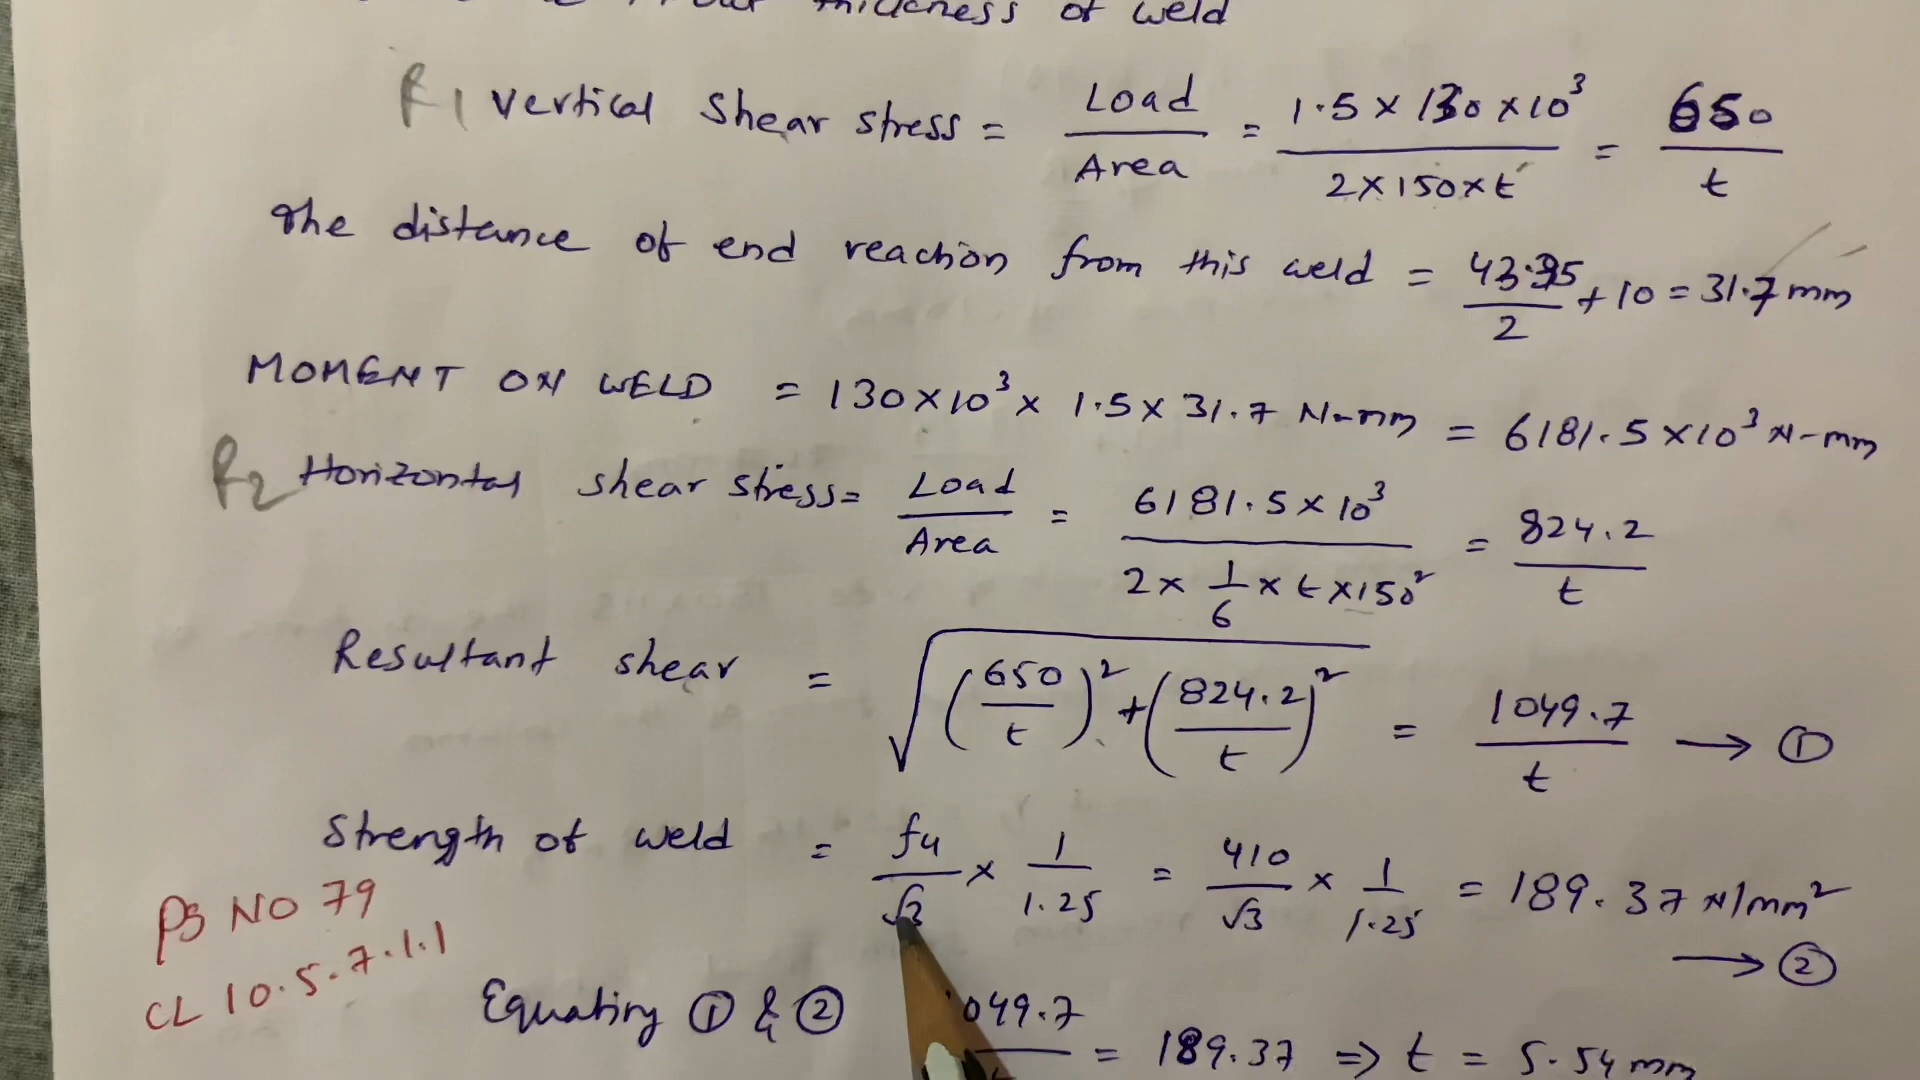 thickness of weld
R1 Vertical Shear stress = Load/Area = 1.5 × 130 × 10³ / 2×150×t = 650/t
The distance of end reaction from this weld = 43.35/2 + 10 = 31.7 mm
MOMENT ON WELD = 130×10³ × 1.5 × 31.7 N-mm = 6181.5 ×10³ N-mm
R2 Horizontal shear stress = Load/Area = 6181.5 × 10³ / 2 × 1/6 × t × 150² = 824.2/t
Resultant shear = √(650/t)² + (824.2/t)² = 1049.7/t → ①
Strength of weld = fu/√3 × 1/1.25 = 410/√3 × 1/1.25 = 189.37 N/mm²
→ ②
PG NO 79
CL 10.5.7.1.1
Equating ① & ② 049.7 = 189.37 ⇒ t = 5.54 mm